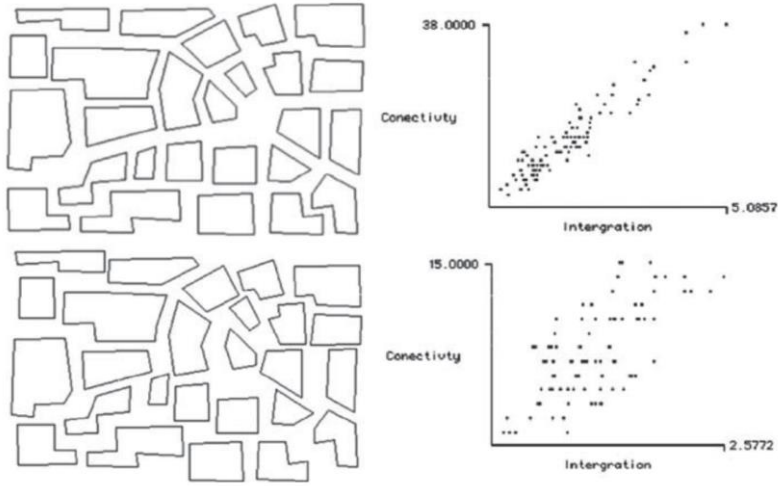 38.0000
Conectivty
5.0857
Intergration
15.0000
Conectivty
2.5772
Intergration